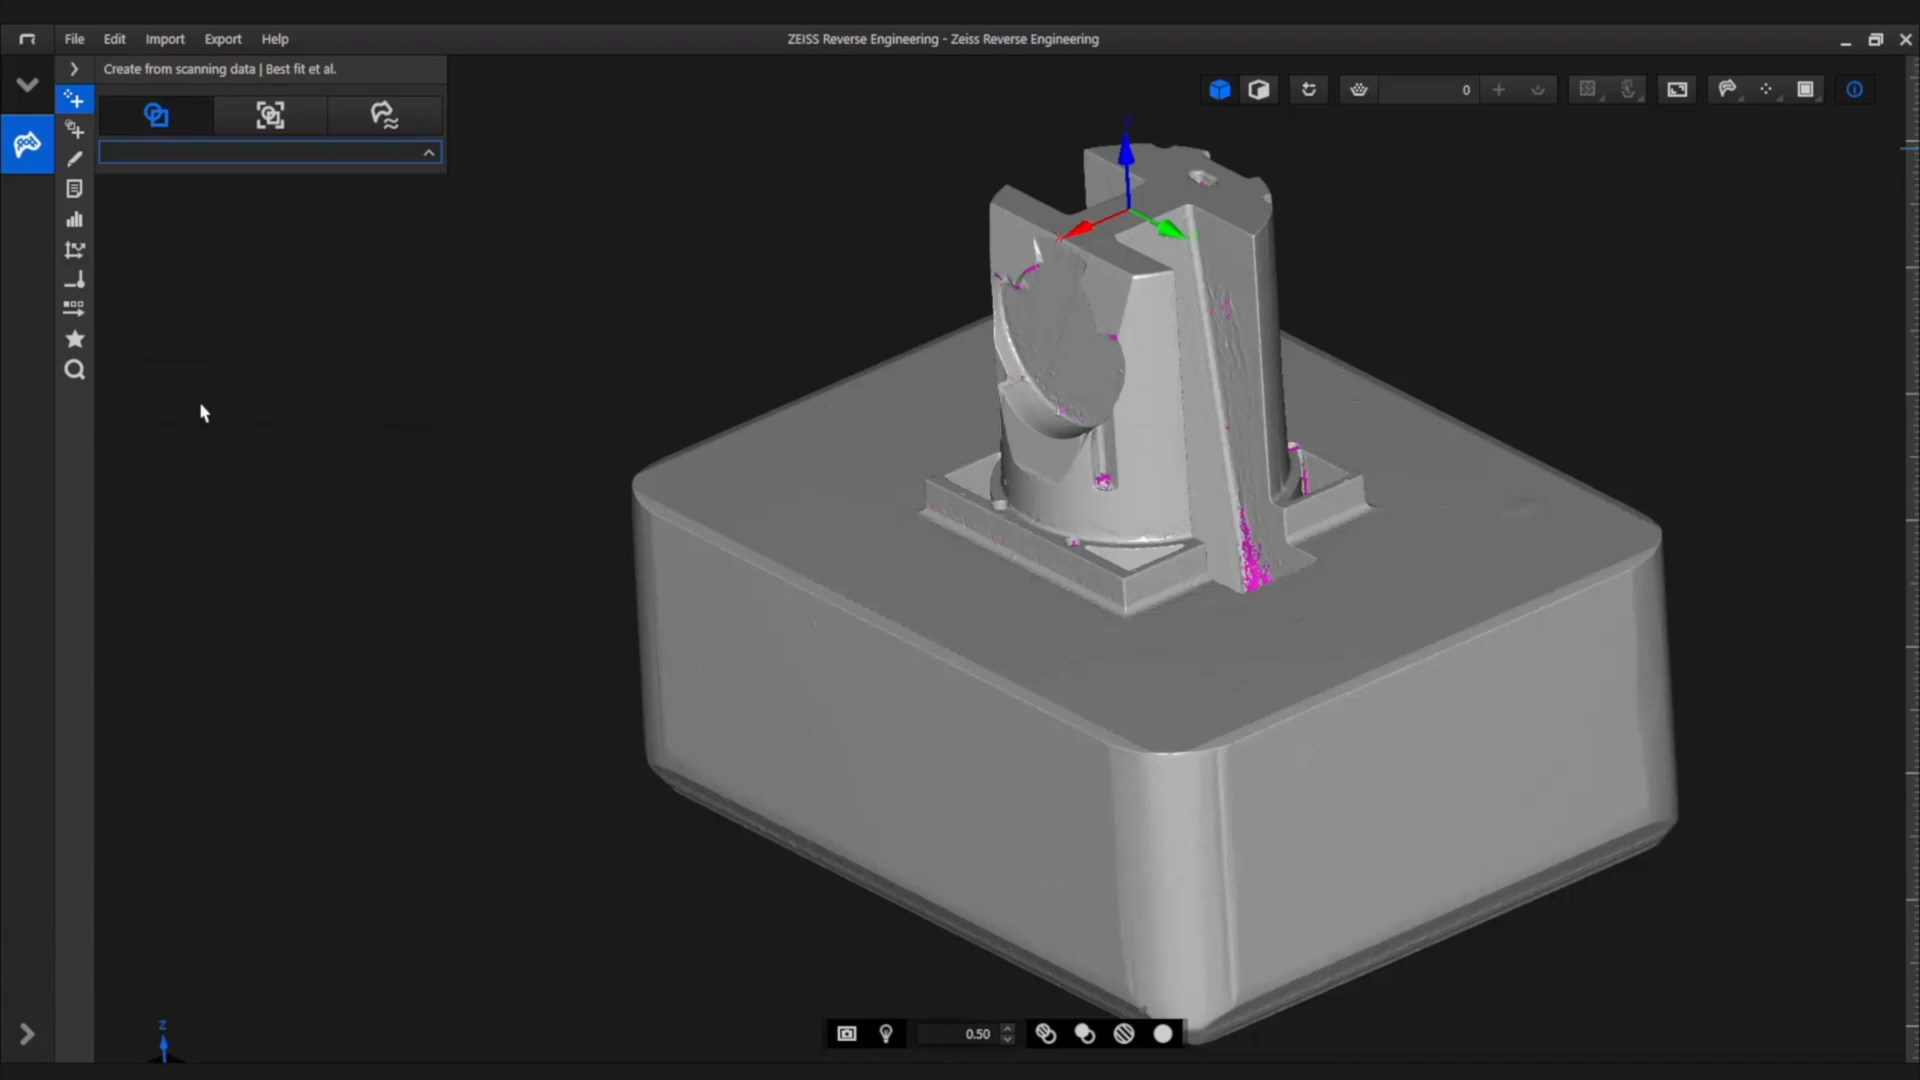 File Edit Import Export Help
ZEISS Reverse Engineering - Zeiss Reverse Engineering
Create from scanning data | Best fit et al.
0
Z
Z
0.50